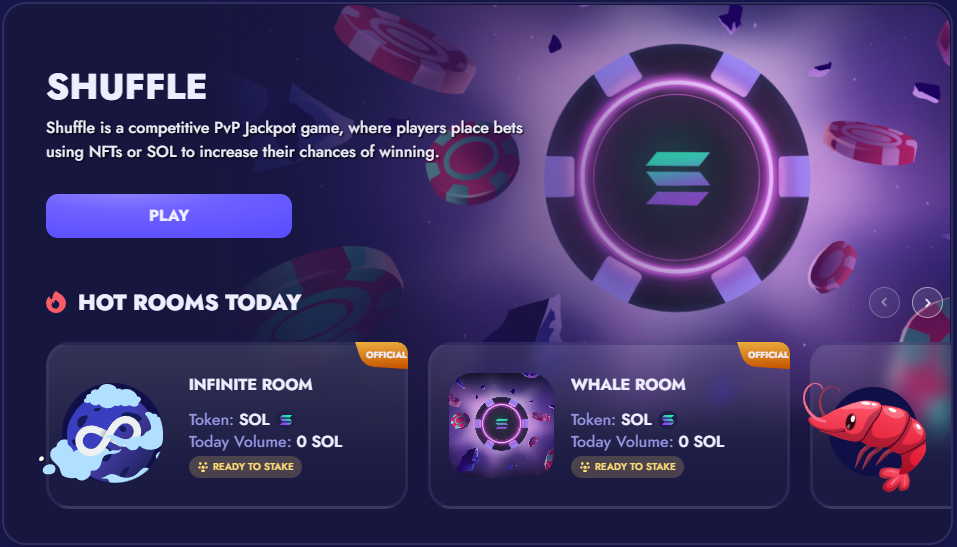 SHUFFLE
Shuffle is a competitive PvP Jackpot game, where players place bets
using NFTs or SOL to increase their chances of winning.
PLAY
HOT ROOMS TODAY
OFFICIAL
INFINITE ROOM
Token: SOL
Today Volume: 0 SOL
READY TO STAKE
OFFICIAL
WHALE ROOM
Token: SOL
Today Volume: 0 SOL
READY TO STAKE